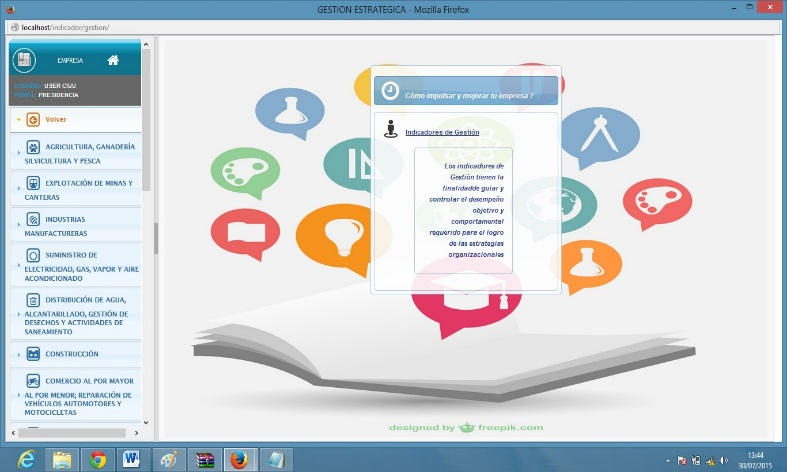 GESTION ESTRATEGICA - Mozilla Firefox
localhost/indicador/gestion/
EMPRESA
USUARIO: USER CIUU
PERFIL: PRESIDENCIA
Volver
AGRICULTURA, GANADERÍA
SILVICULTURA Y PESCA
EXPLOTACIÓN DE MINAS Y
CANTERAS
INDUSTRIAS
MANUFACTURERAS
SUMINISTRO DE
ELECTRICIDAD, GAS, VAPOR Y AIRE
ACONDICIONADO
DISTRIBUCIÓN DE AGUA,
ALCANTARILLADO, GESTIÓN DE
DESECHOS Y ACTIVIDADES DE
SANEAMIENTO
CONSTRUCCIÓN
COMERCIO AL POR MAYOR
AL POR MENOR; REPARACIÓN DE
VEHÍCULOS AUTOMOTORES Y
MOTOCICLETAS
Cómo impulsar y mejorar tu empresa ?
Indicadores de Gestión
Los indicadores de
Gestión tienen la
finalidadde guiar y
controlar el desempeño
objetivo y
comportamental
requerido para el logro
de las estrategias
organizacionales
designed by freepik.com
13:44
30/07/2015